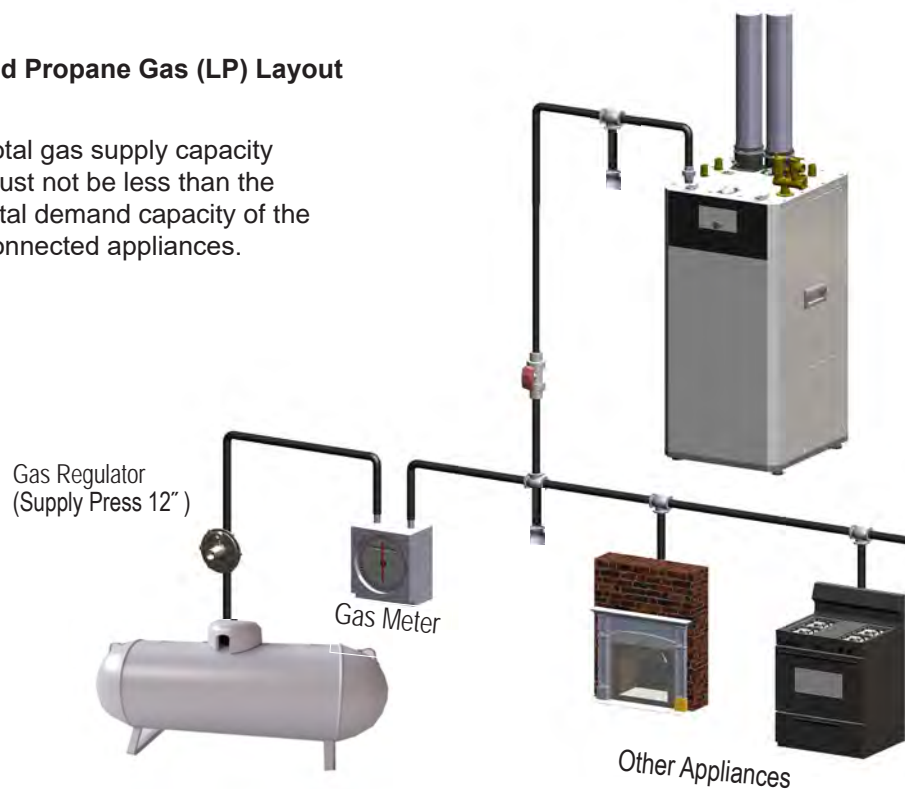 d Propane Gas (LP) Layout
otal gas supply capacity
ust not be less than the
tal demand capacity of the
onnected appliances.
Gas Regulator
(Supply Press 12˝ )
Gas Meter
Other Appliances